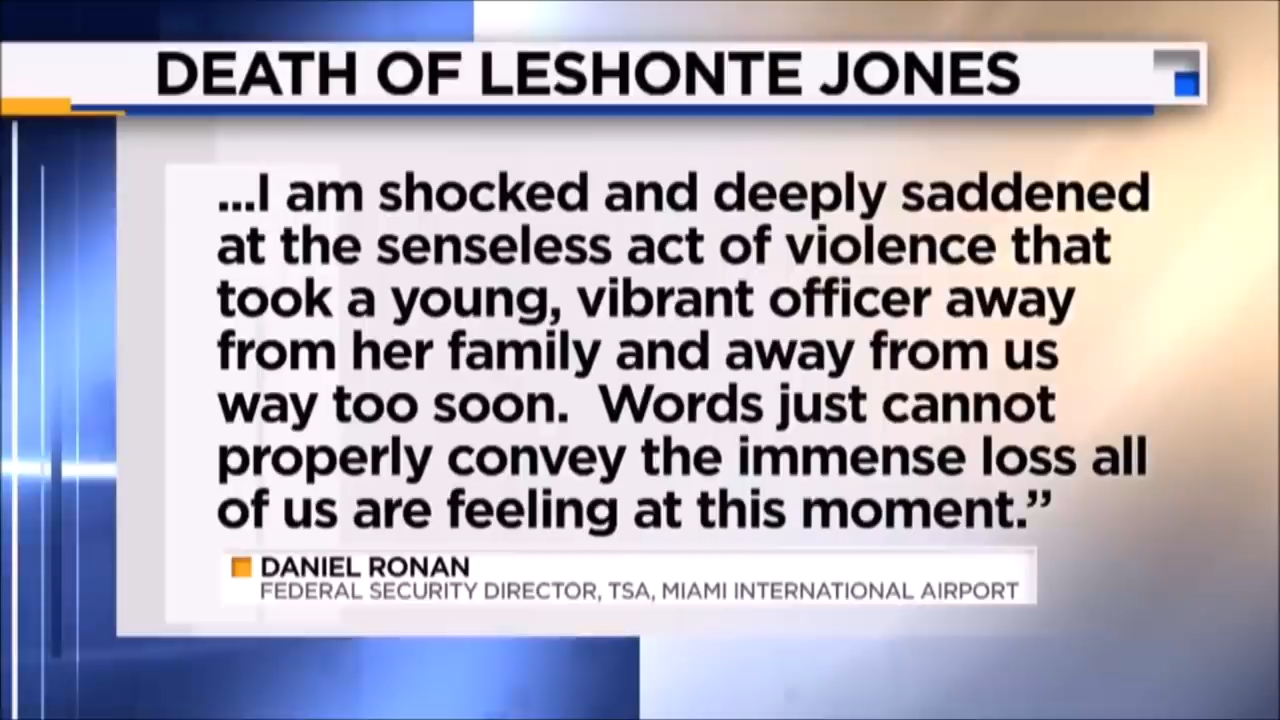 DEATH OF LESHONTE JONES
...I am shocked and deeply saddened
at the senseless act of violence that
took a young, vibrant officer away
from her family and away from us
way too soon.  Words just cannot
properly convey the immense loss all
of us are feeling at this moment.”
DANIEL RONAN
FEDERAL SECURITY DIRECTOR, TSA, MIAMI INTERNATIONAL AIRPORT